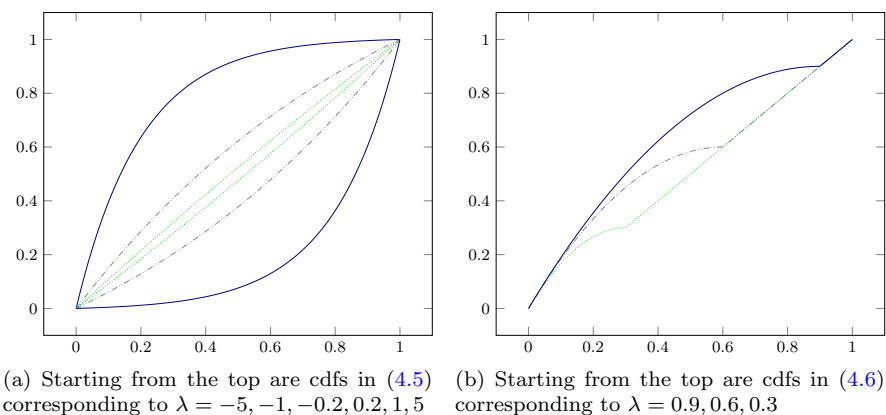 1
0.8
0.6
0.4
0.2
0
0 0.2 0.4 0.6 0.8 1
(a) Starting from the top are cdfs in (4.5)
corresponding to λ = −5, −1, −0.2, 0.2, 1, 5
1
0.8
0.6
0.4
0.2
0
0 0.2 0.4 0.6 0.8 1
(b) Starting from the top are cdfs in (4.6)
corresponding to λ = 0.9, 0.6, 0.3